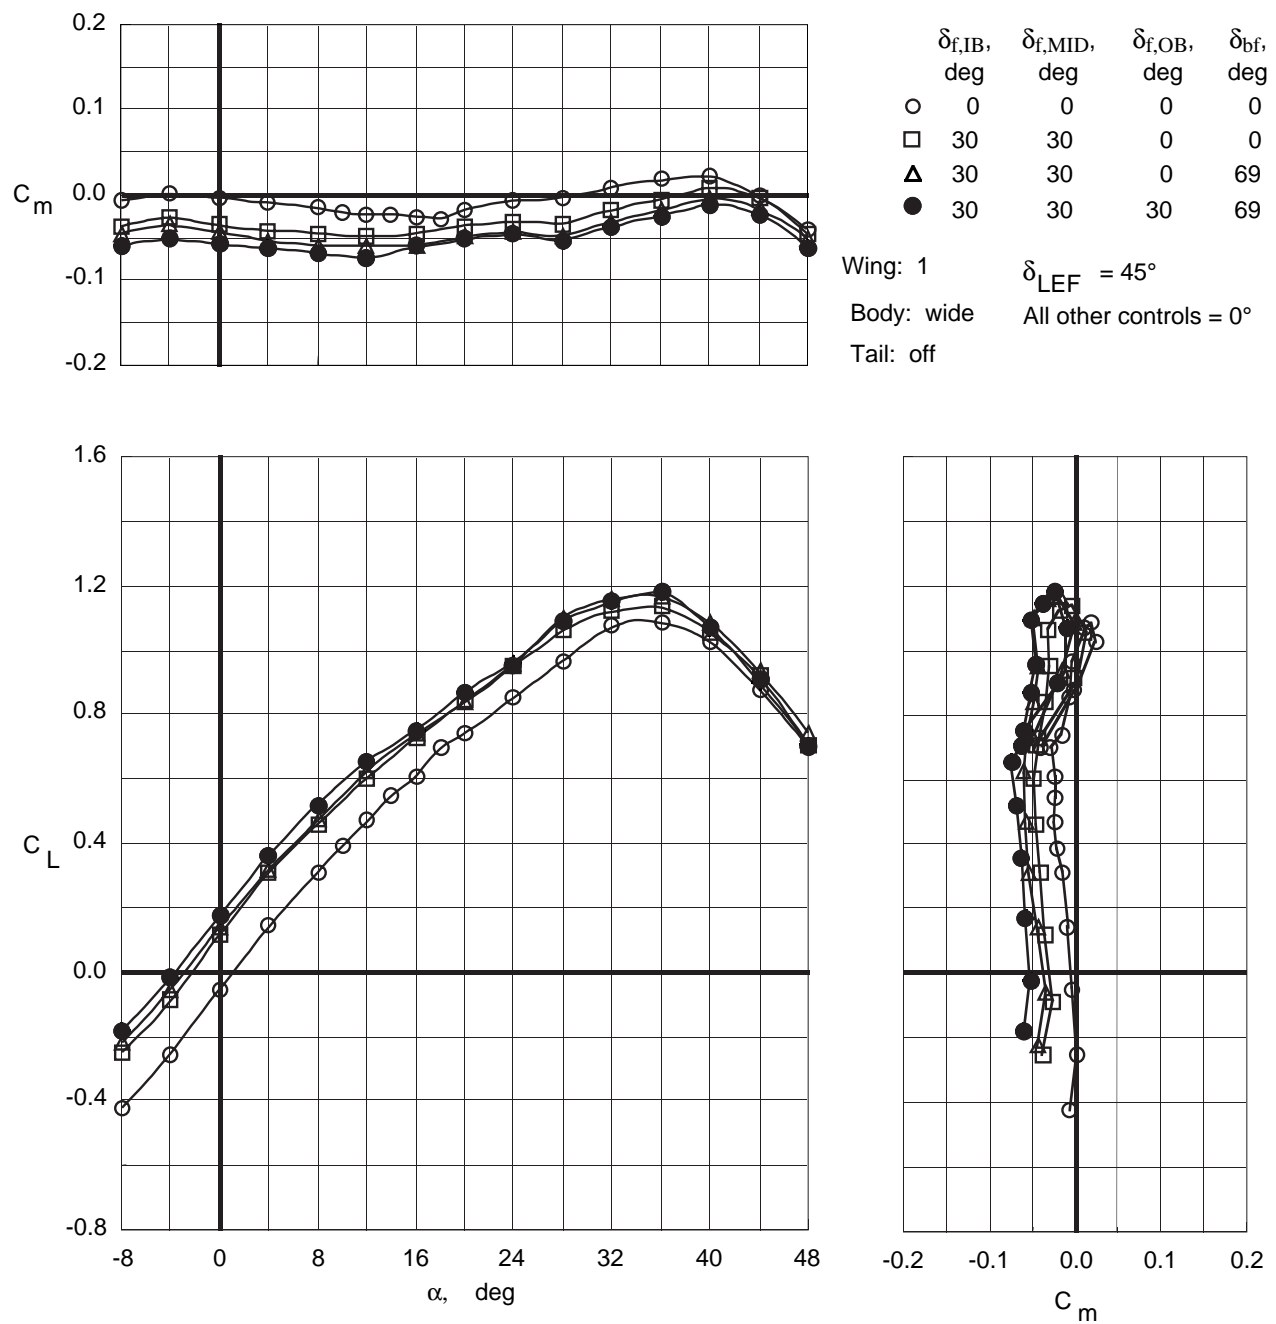 0.2
0.1
0.0
-0.1
-0.2
C m
δf,IB, δf,MID, δf,OB, δbf,
deg deg deg deg
0 0 0 0
30 30 0 0
30 30 0 69
30 30 30 69
Wing: 1 δLEF = 45°
Body: wide All other controls = 0°
Tail: off
1.6
1.2
0.8
0.4
0.0
-0.4
-0.8
C L
-8 0 8 16 24 32 40 48
α, deg
-0.2 -0.1 0.0 0.1 0.2
C m